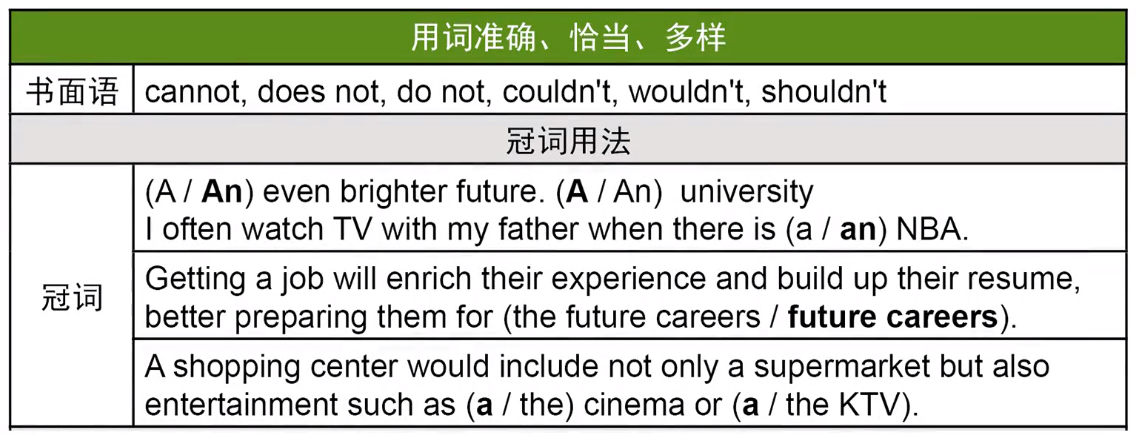 用词准确、恰当、多样
书面语 cannot, does not, do not, couldn't, wouldn't, shouldn't
冠词用法
冠词
(A / An) even brighter future. (A / An) university
I often watch TV with my father when there is (a / an) NBA.
Getting a job will enrich their experience and build up their resume,
better preparing them for (the future careers / future careers).
A shopping center would include not only a supermarket but also
entertainment such as (a / the) cinema or (a / the KTV).